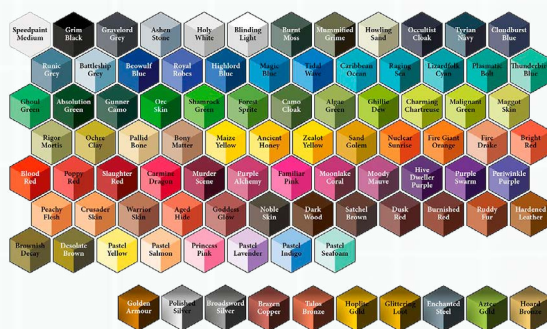 Speedpaint Medium
Grim Black
Gravelord Grey
Ashen Stone
Holy White
Blinding Light
Burnt Moss
Mummified Grime
Howling Sand
Occultist Cloak
Tyrian Navy
Cloudburst Blue
Runic Grey
Battleship Grey
Beowulf Blue
Royal Robes
Highlord Blue
Magic Blue
Tidal Wave
Caribbean Ocean
Raging Sea
Lizardfolk Cyan
Plasmatic Bolt
Thunderbird Blue
Ghoul Green
Absolution Green
Gunner Camo
Orc Skin
Shamrock Green
Forest Sprite
Camo Cloak
Algae Green
Ghillie Dew
Charming Chartreuse
Malignant Green
Maggot Skin
Rigor Mortis
Ochre Clay
Pallid Bone
Bony Matter
Maize Yellow
Ancient Honey
Zealot Yellow
Sand Golem
Nuclear Sunrise
Fire Giant Orange
Fire Drake
Bright Red
Blood Red
Poppy Red
Slaughter Red
Carmine Dragon
Murder Scene
Purple Alchemy
Familiar Pink
Moonlake Coral
Moody Mauve
Hive Dweller Purple
Purple Swarm
Periwinkle Purple
Peachy Flesh
Crusader Skin
Warrior Skin
Aged Hide
Goddess Glow
Noble Skin
Dark Wood
Satchel Brown
Dusk Red
Burnished Red
Ruddy Fur
Hardened Leather
Brownish Decay
Desolate Brown
Pastel Yellow
Pastel Salmon
Princess Pink
Pastel Lavender
Pastel Indigo
Pastel Seafoam
Golden Armour
Polished Silver
Broadsword Silver
Brazen Copper
Talos Bronze
Hoplite Gold
Glittering Loot
Enchanted Steel
Aztec Gold
Hoard Bronze